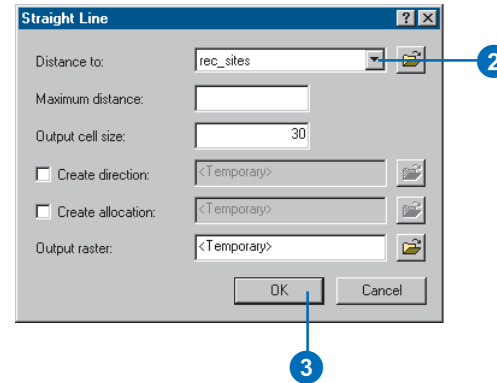 Straight Line
Distance to: rec_sites 2
Maximum distance:
Output cell size: 30
Create direction: <Temporary>
Create allocation: <Temporary>
Output raster: <Temporary>
OK Cancel
3